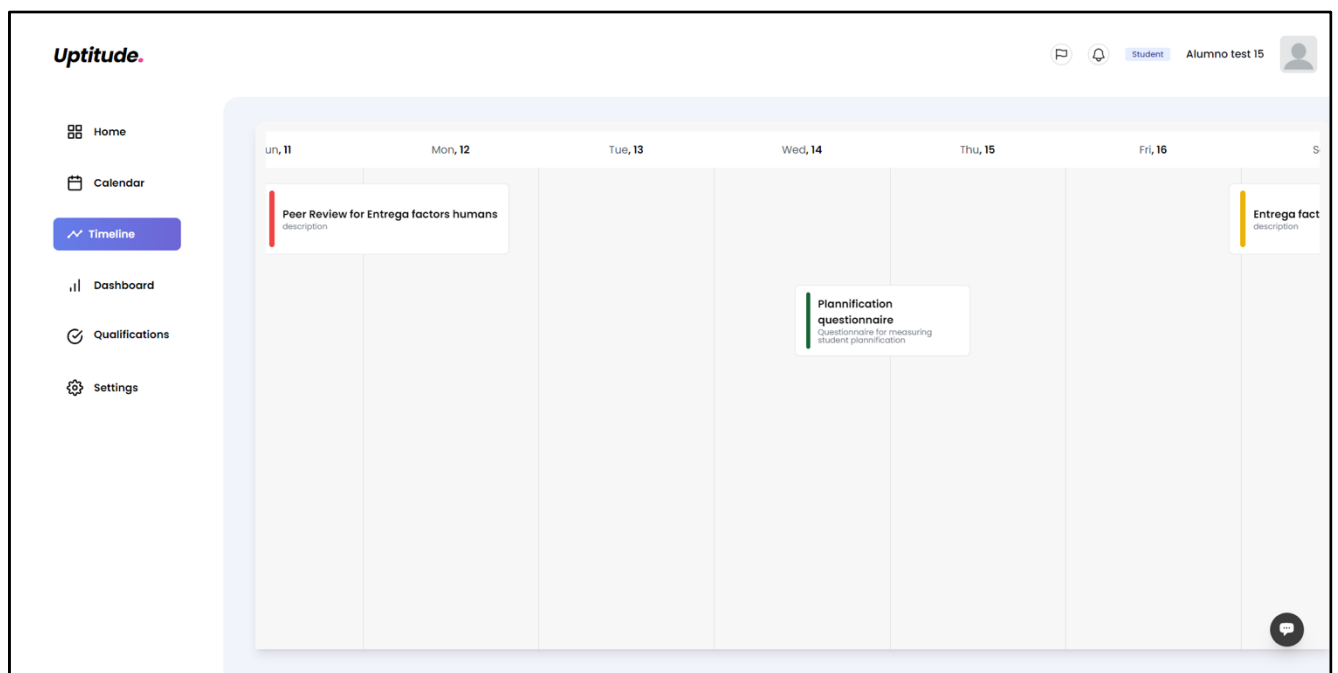 Uptitude.
Student
Alumno test 15
Home
Calendar
Timeline
Dashboard
Qualifications
Settings
un, 11
Mon, 12
Tue, 13
Wed, 14
Thu, 15
Fri, 16
S
Peer Review for Entrega factors humans
description
Entrega fact
description
Plannification
questionnaire
Questionnaire for measuring
student plannification